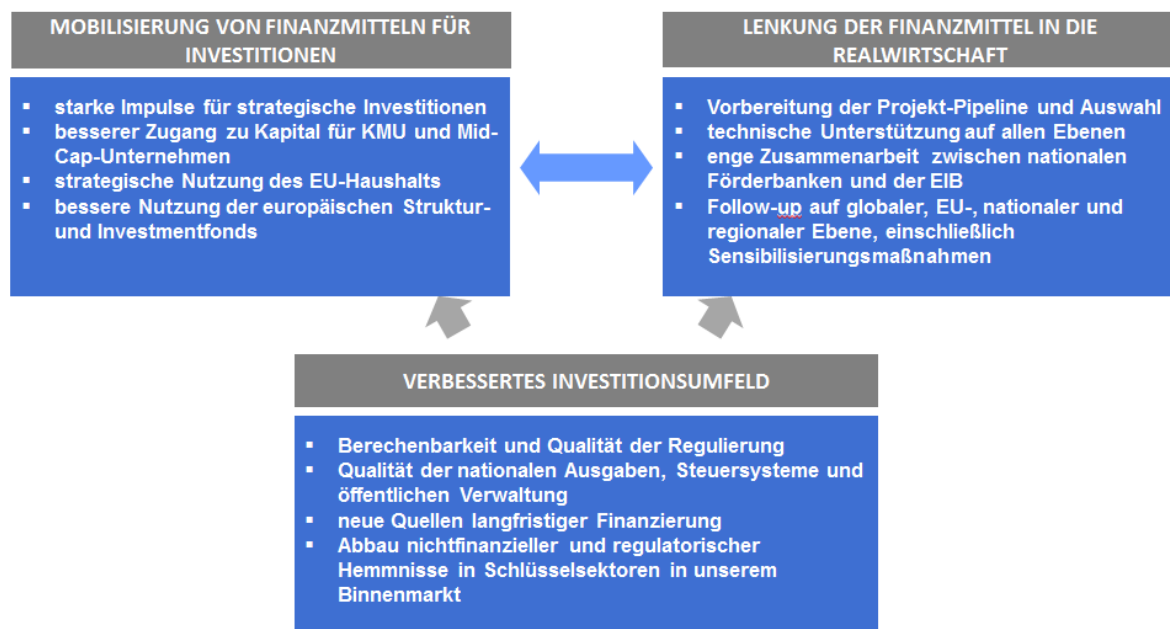 MOBILISIERUNG VON FINANZMITTELN FÜR
INVESTITIONEN
▪ starke Impulse für strategische Investitionen
▪ besserer Zugang zu Kapital für KMU und Mid-
Cap-Unternehmen
▪ strategische Nutzung des EU-Haushalts
▪ bessere Nutzung der europäischen Struktur-
und Investmentfonds
LENKUNG DER FINANZMITTEL IN DIE
REALWIRTSCHAFT
▪ Vorbereitung der Projekt-Pipeline und Auswahl
▪ technische Unterstützung auf allen Ebenen
▪ enge Zusammenarbeit zwischen nationalen
Förderbanken und der EIB
▪ Follow-up auf globaler, EU-, nationaler und
regionaler Ebene, einschließlich
Sensibilisierungsmaßnahmen
VERBESSERTES INVESTITIONSUMFELD
▪ Berechenbarkeit und Qualität der Regulierung
▪ Qualität der nationalen Ausgaben, Steuersysteme und
öffentlichen Verwaltung
▪ neue Quellen langfristiger Finanzierung
▪ Abbau nichtfinanzieller und regulatorischer
Hemmnisse in Schlüsselsektoren in unserem
Binnenmarkt